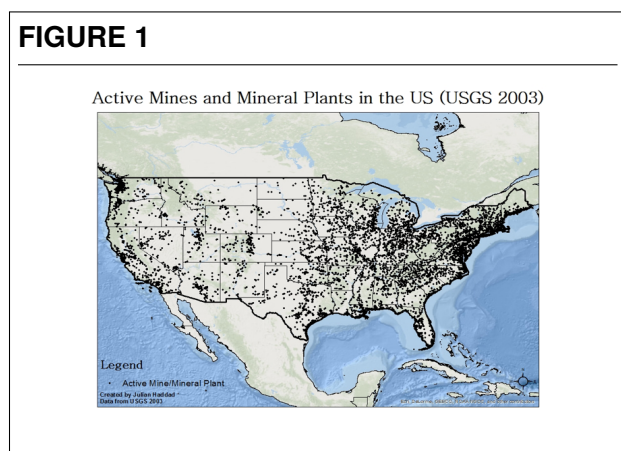 FIGURE 1
Active Mines and Mineral Plants in the US (USGS 2003)
Legend
Active Mine/Mineral Plant
Created by Julian Haddad
Data from USGS 2003